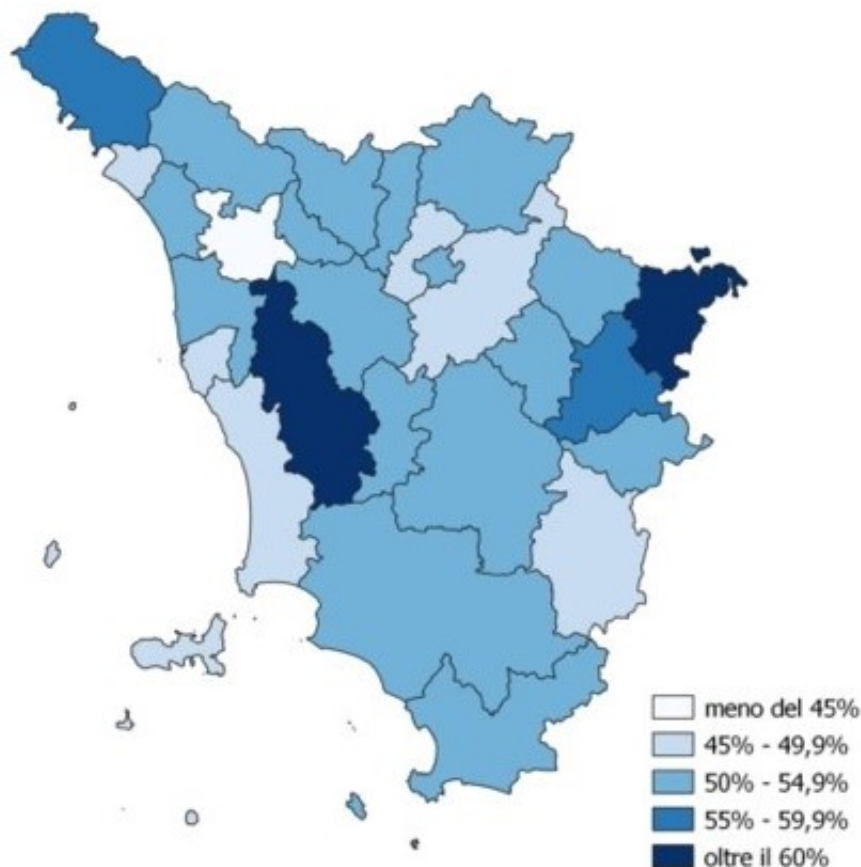 meno del 45%
45% - 49,9%
50% - 54,9%
55% - 59,9%
oltre il 60%